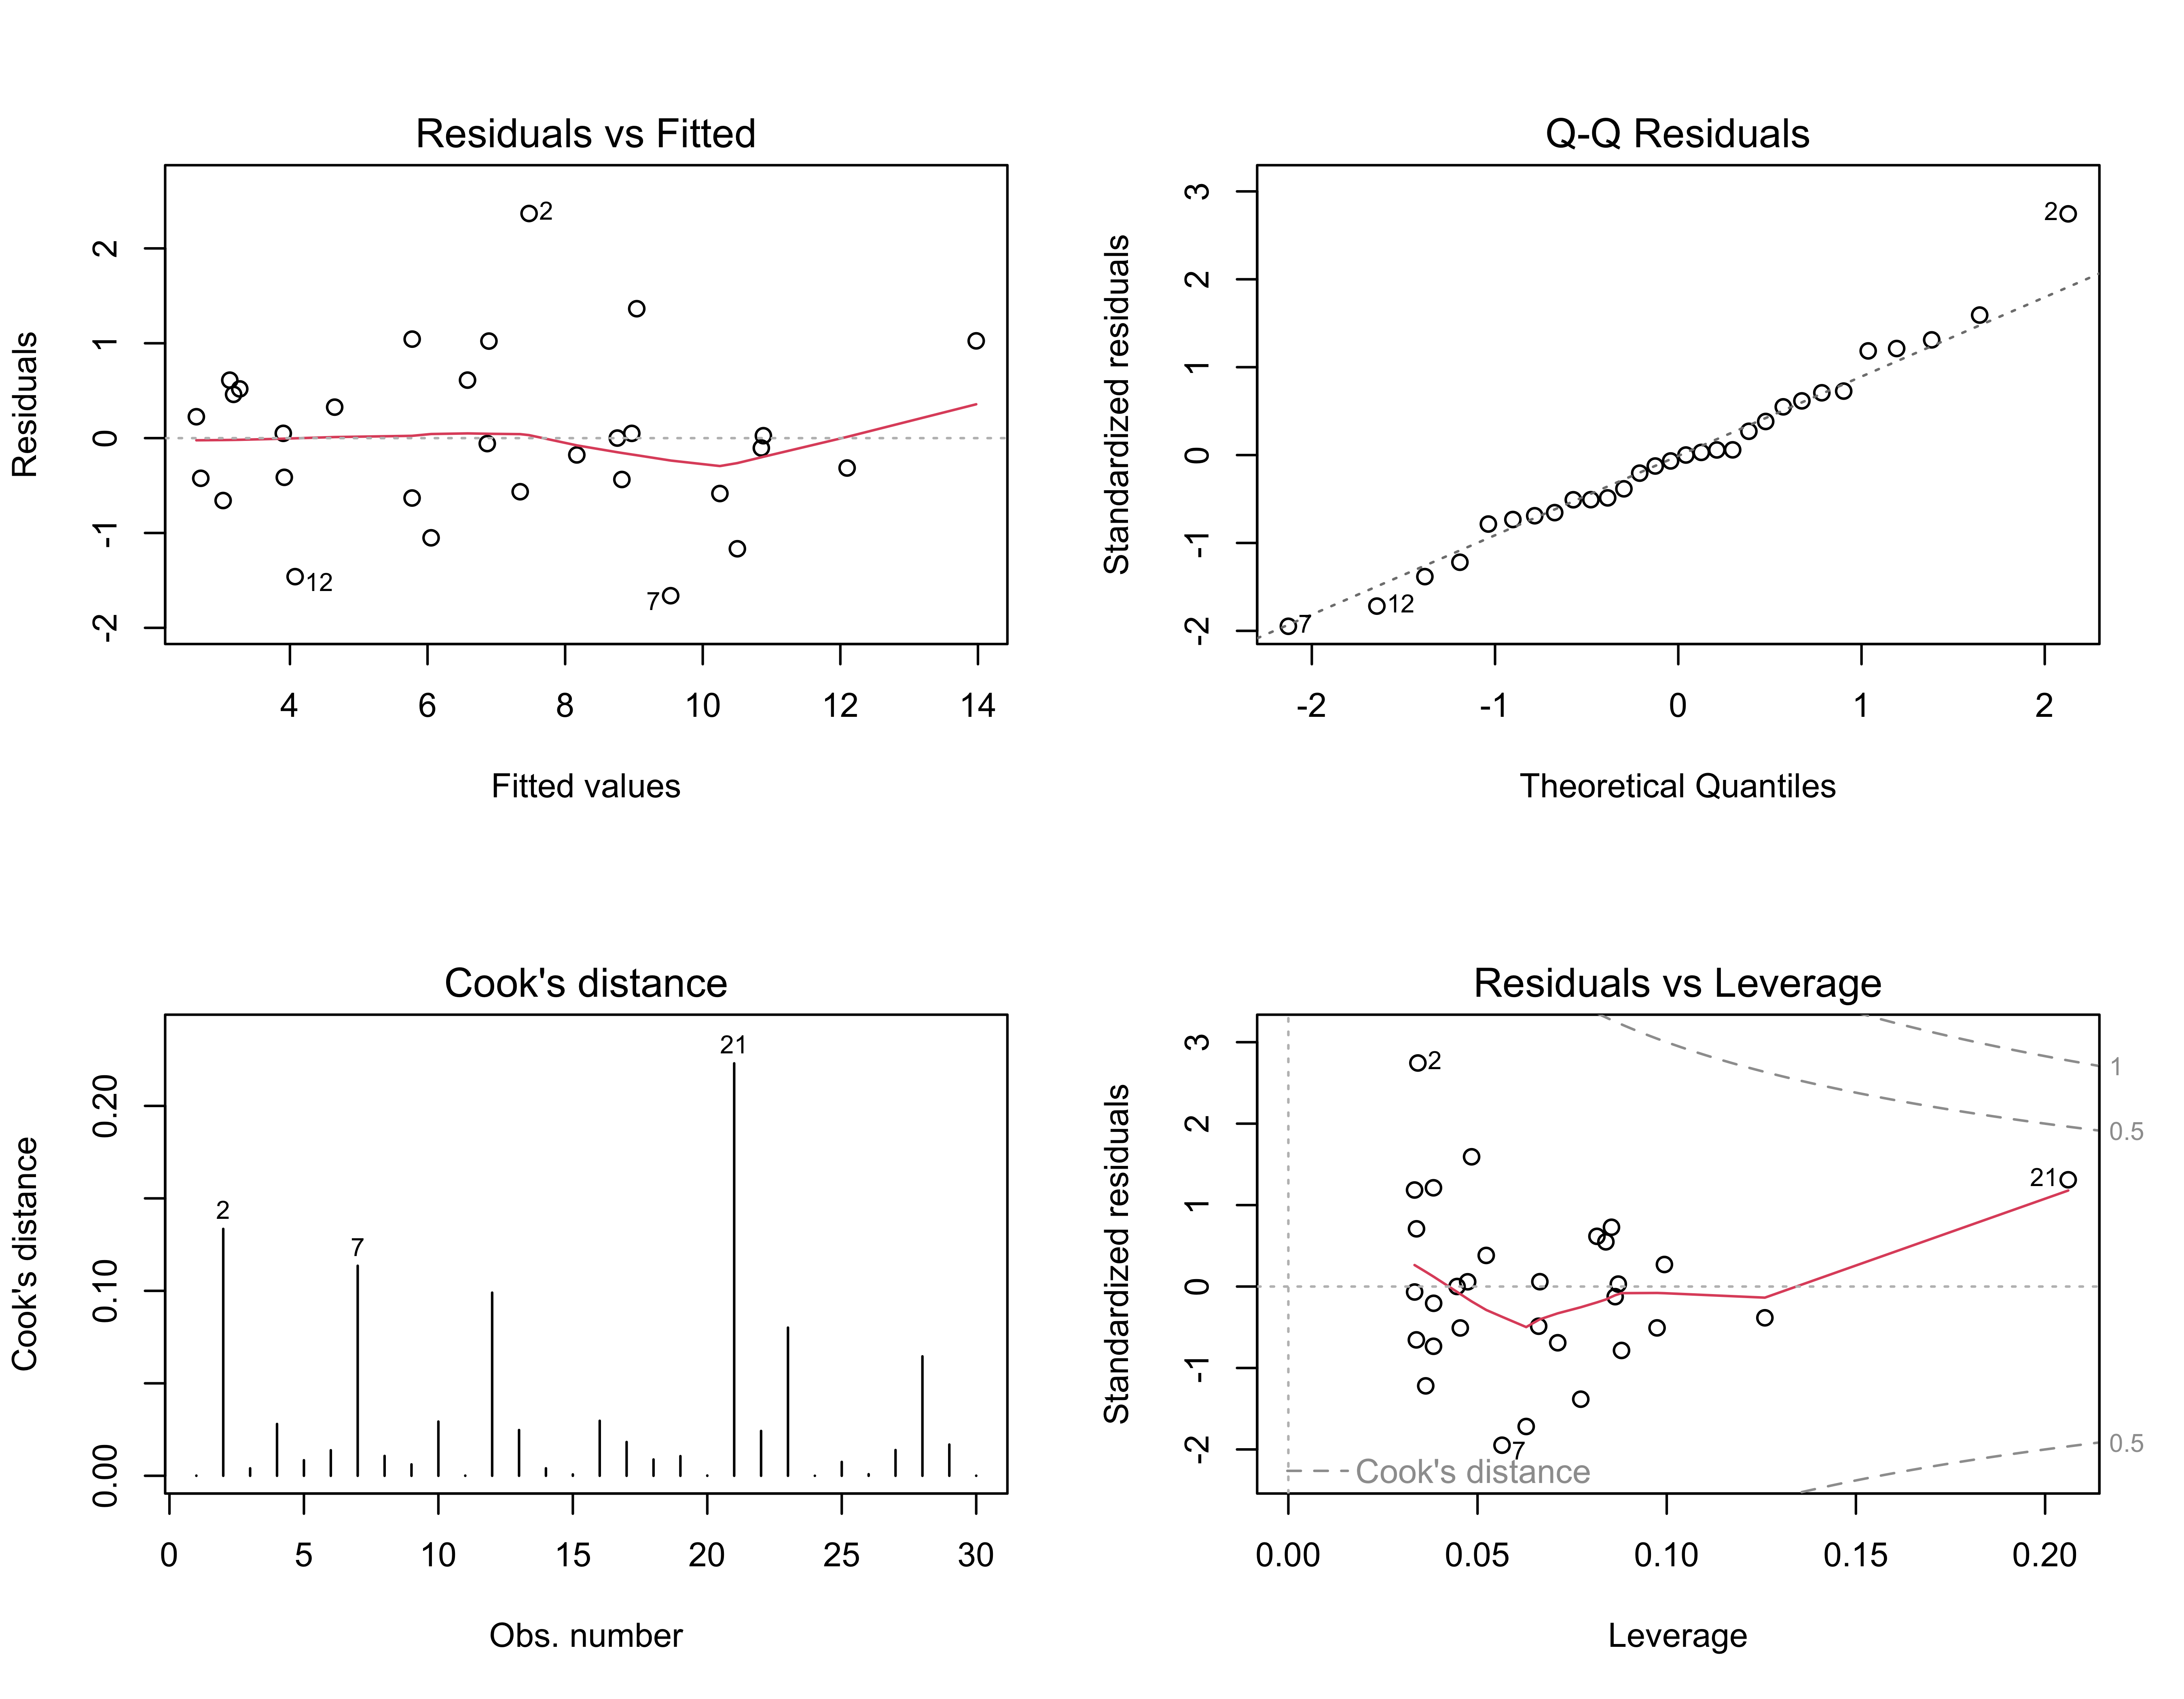 Residuals vs Fitted
Residuals
2
1
0
-1
-2
2
12
7
4 6 8 10 12 14
Fitted values
Q-Q Residuals
Standardized residuals
3
2
1
0
-1
-2
2
12
7
-2 -1 0 1 2
Theoretical Quantiles
Cook's distance
Cook's distance
0.20
0.10
0.00
21
2
7
0 5 10 15 20 25 30
Obs. number
Residuals vs Leverage
Standardized residuals
3
2
1
0
-1
-2
2
21
7
1
0.5
0.5
Cook's distance
0.00 0.05 0.10 0.15 0.20
Leverage